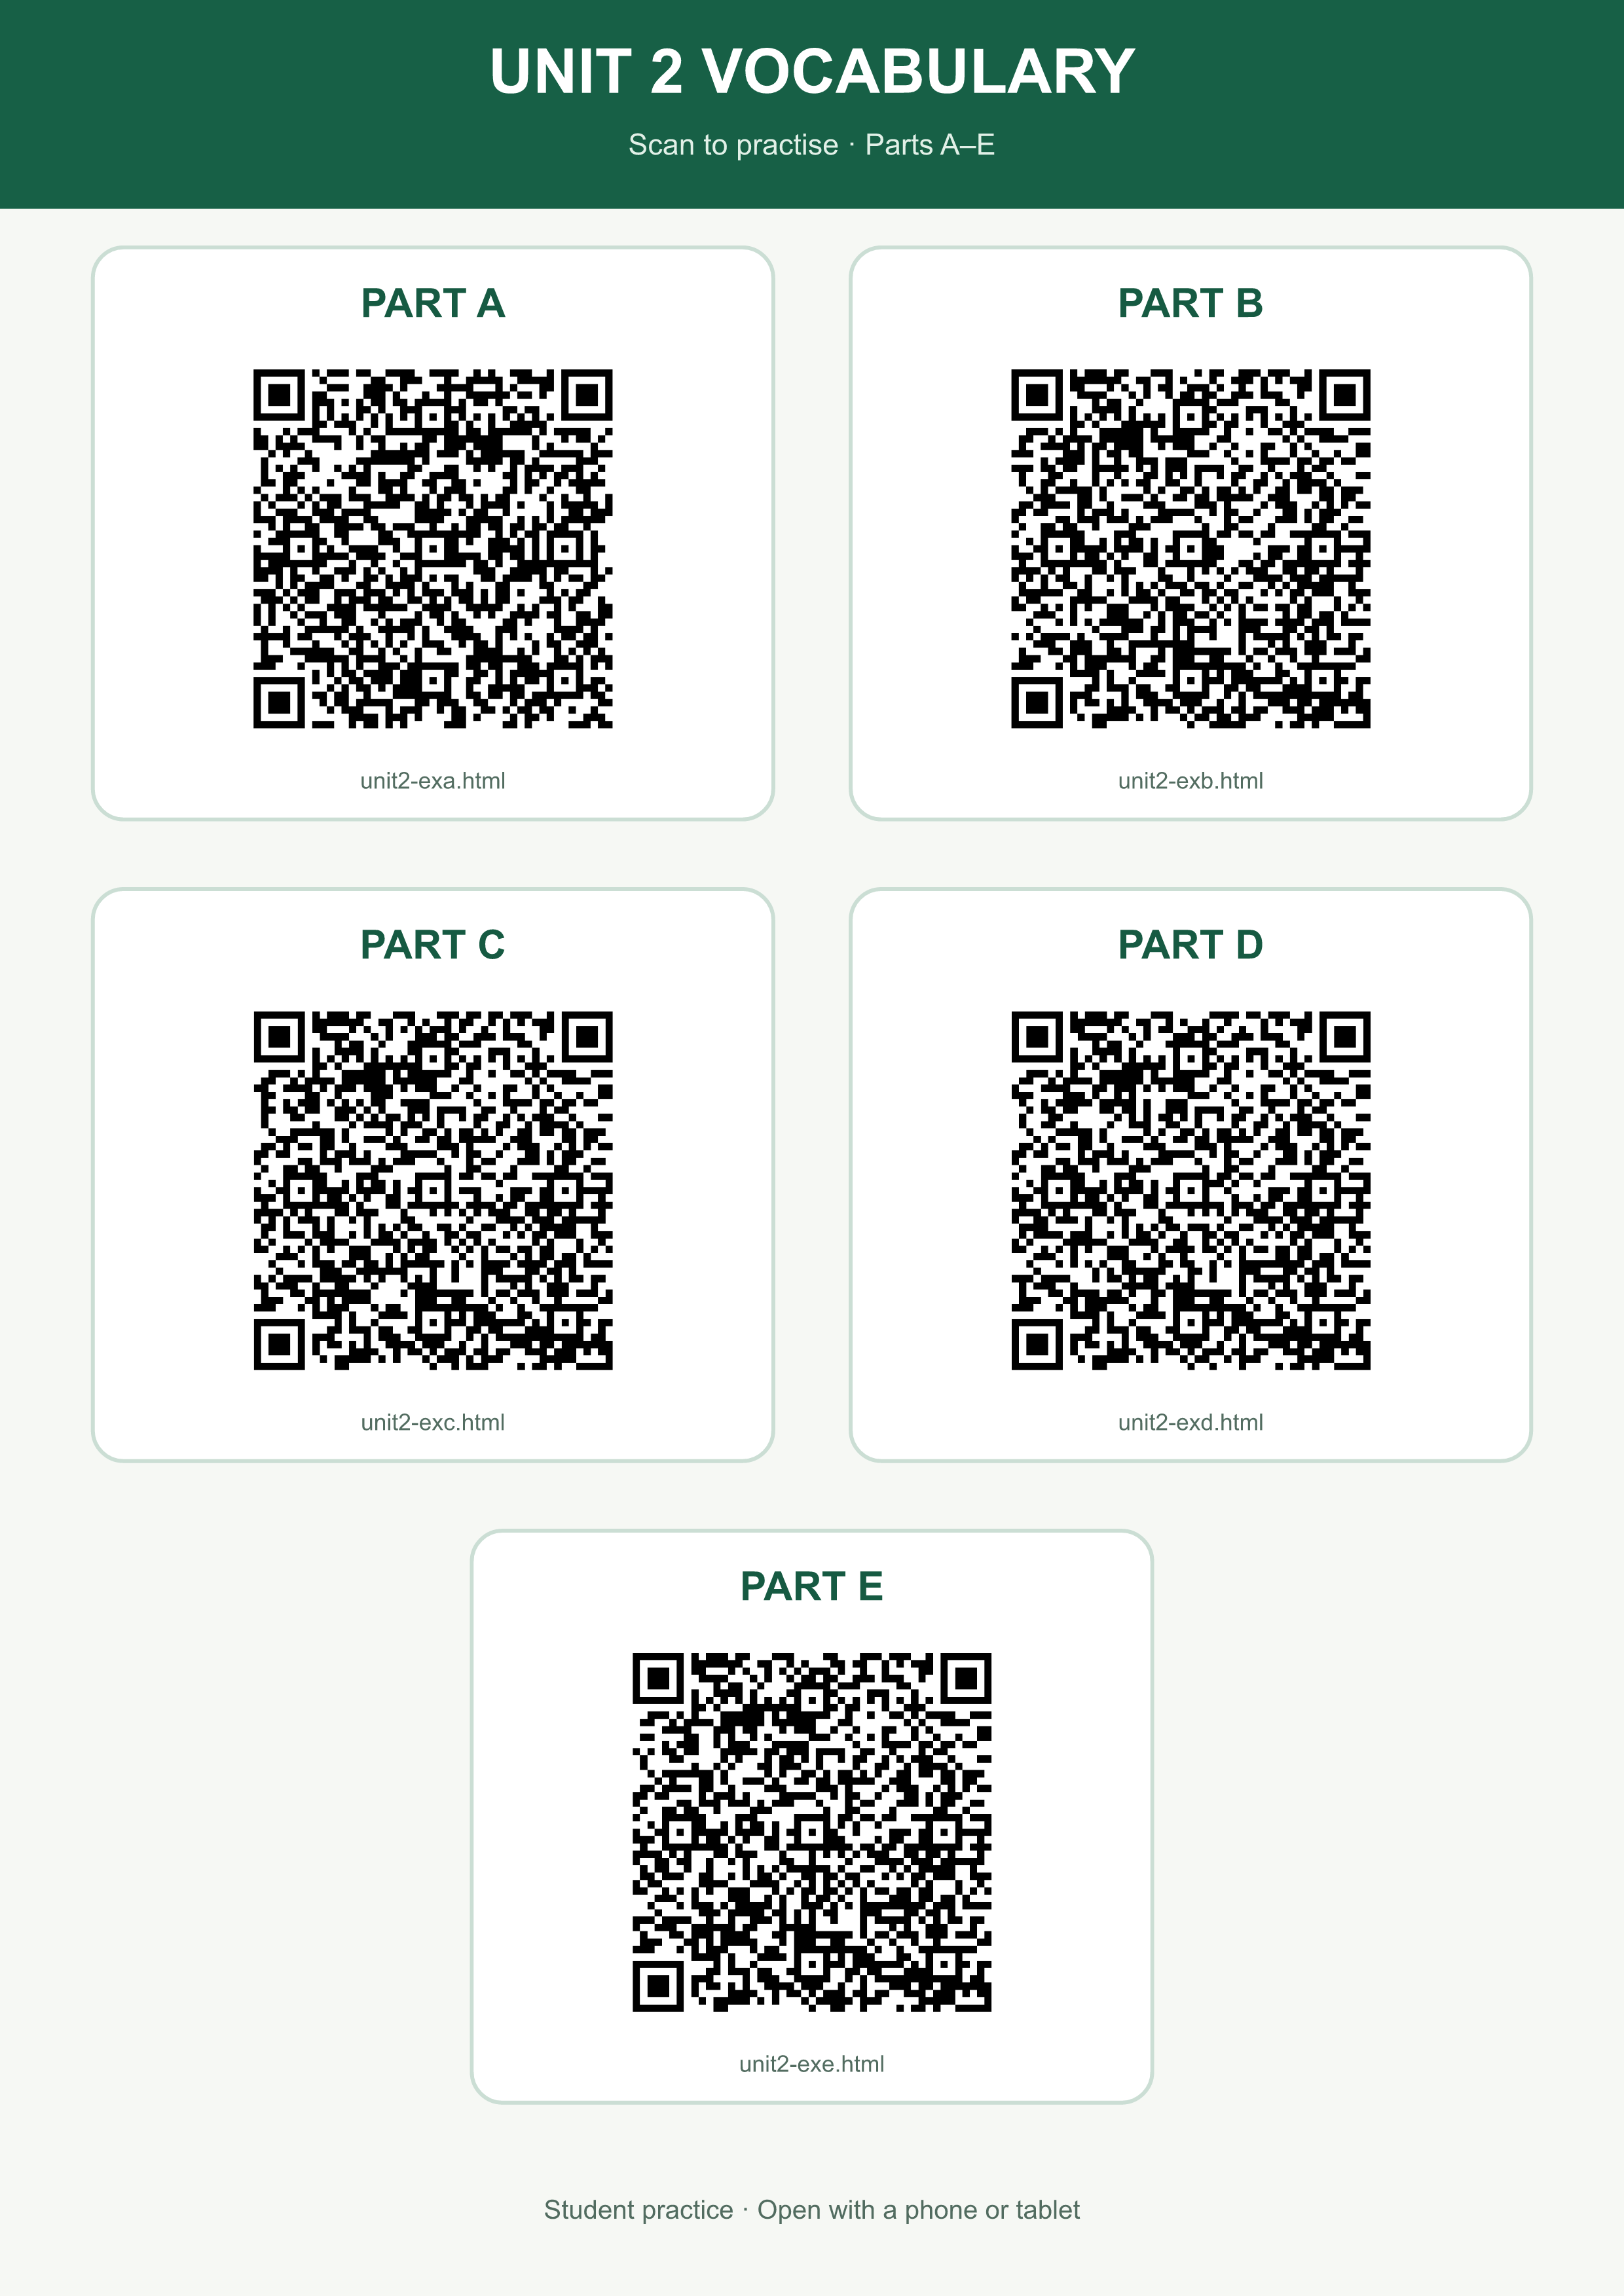 UNIT 2 VOCABULARY
Scan to practise · Parts A–E
PART A
unit2-exa.html
PART B
unit2-exb.html
PART C
unit2-exc.html
PART D
unit2-exd.html
PART E
unit2-exe.html
Student practice · Open with a phone or tablet